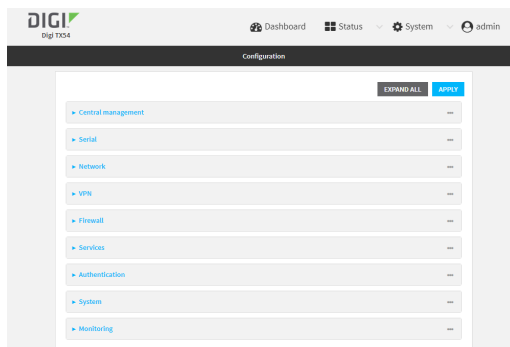 DIGI
Digi TX54
Dashboard Status System admin
Configuration
EXPAND ALL APPLY
Central management
Serial
Network
VPN
Firewall
Services
Authentication
System
Monitoring